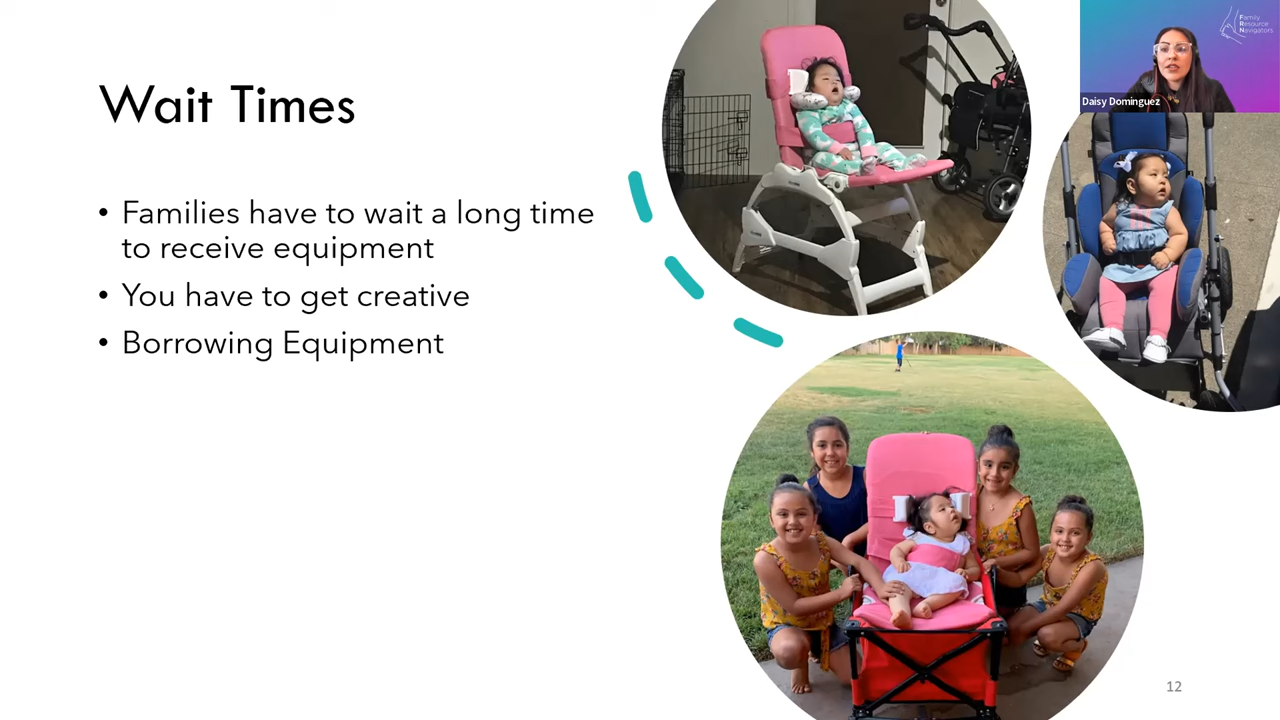 Wait Times
• Families have to wait a long time
to receive equipment
• You have to get creative
• Borrowing Equipment
Family
Resource
Navigators
Daisy Dominguez
12